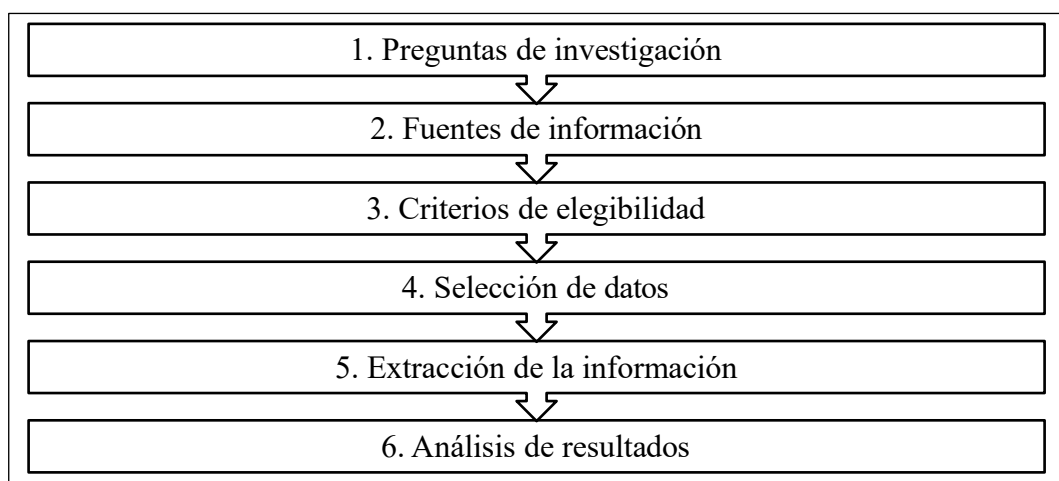 1. Preguntas de investigación
2. Fuentes de información
3. Criterios de elegibilidad
4. Selección de datos
5. Extracción de la información
6. Análisis de resultados